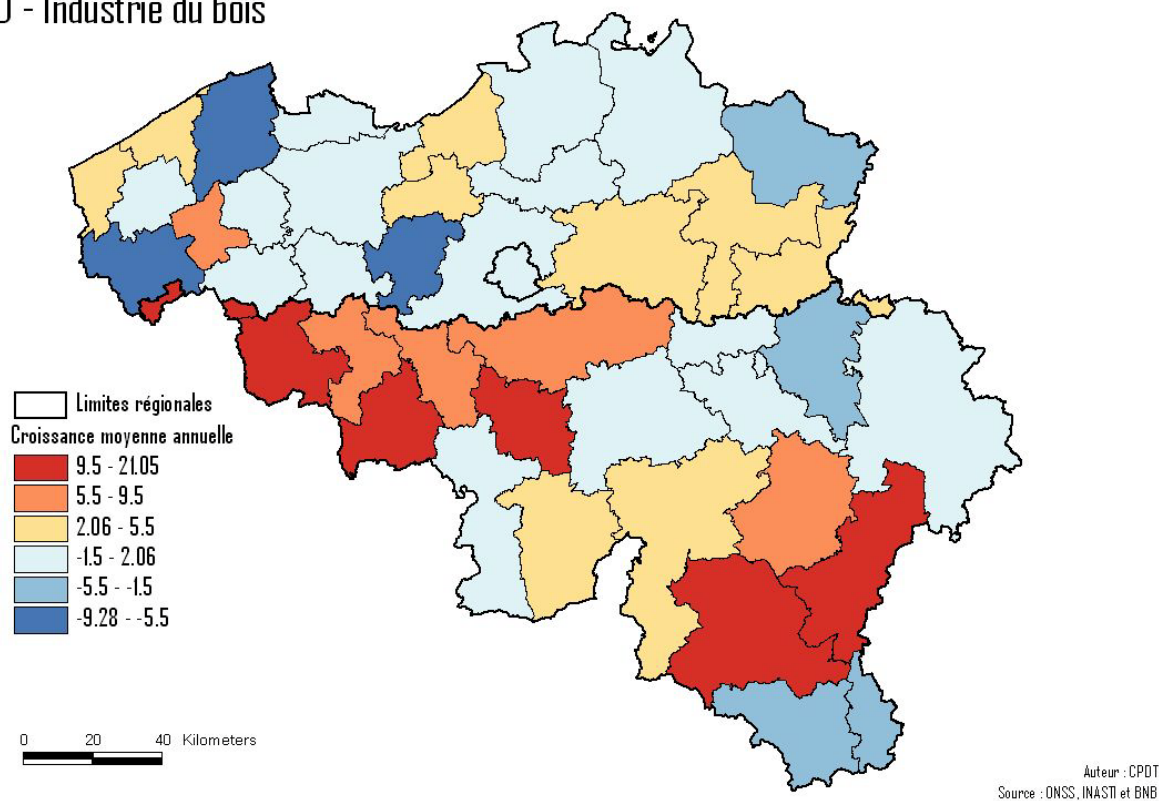 - Industrie du bois
Limites régionales
Croissance moyenne annuelle
9.5 - 21.05
5.5 - 9.5
2.06 - 5.5
-1.5 - 2.06
-5.5 - -1.5
-9.28 - -5.5
0 20 40 Kilometers
Auteur : CPDT
Source : ONSS, INASTI et BNB